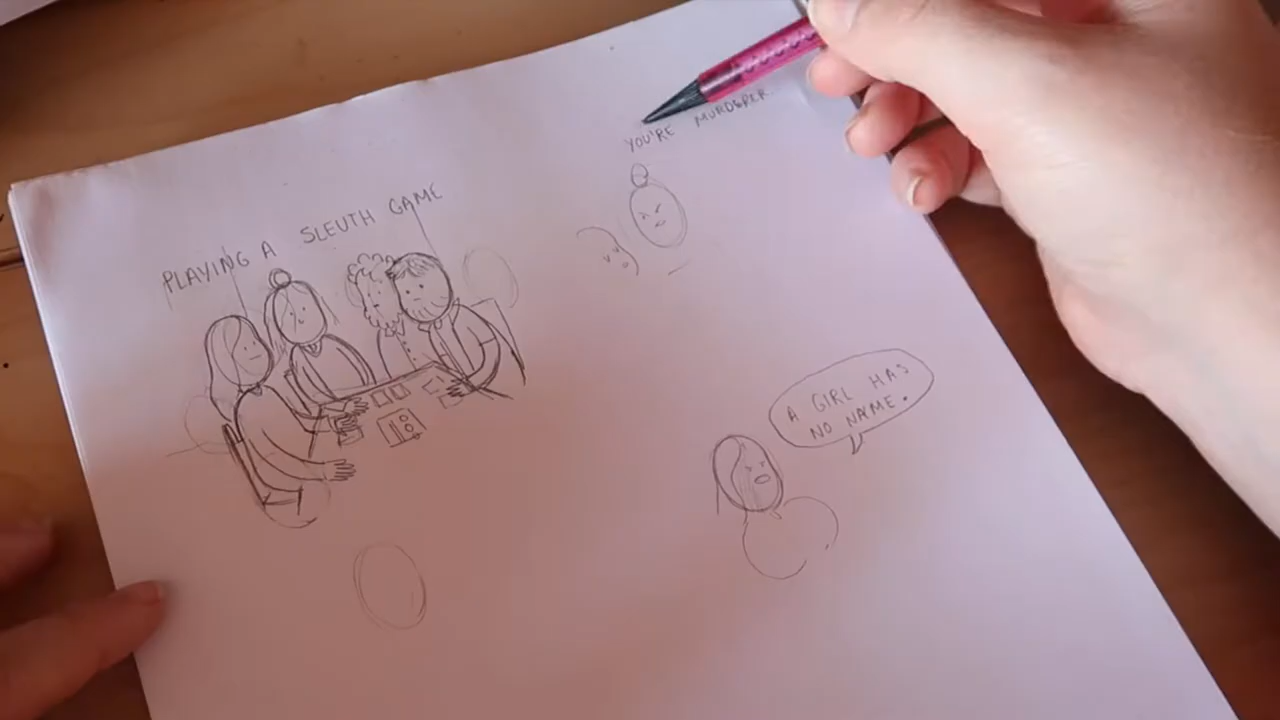 PLAYING A SLEUTH GAME
YOU'RE MURDERER.
A GIRL HAS
NO NAME.